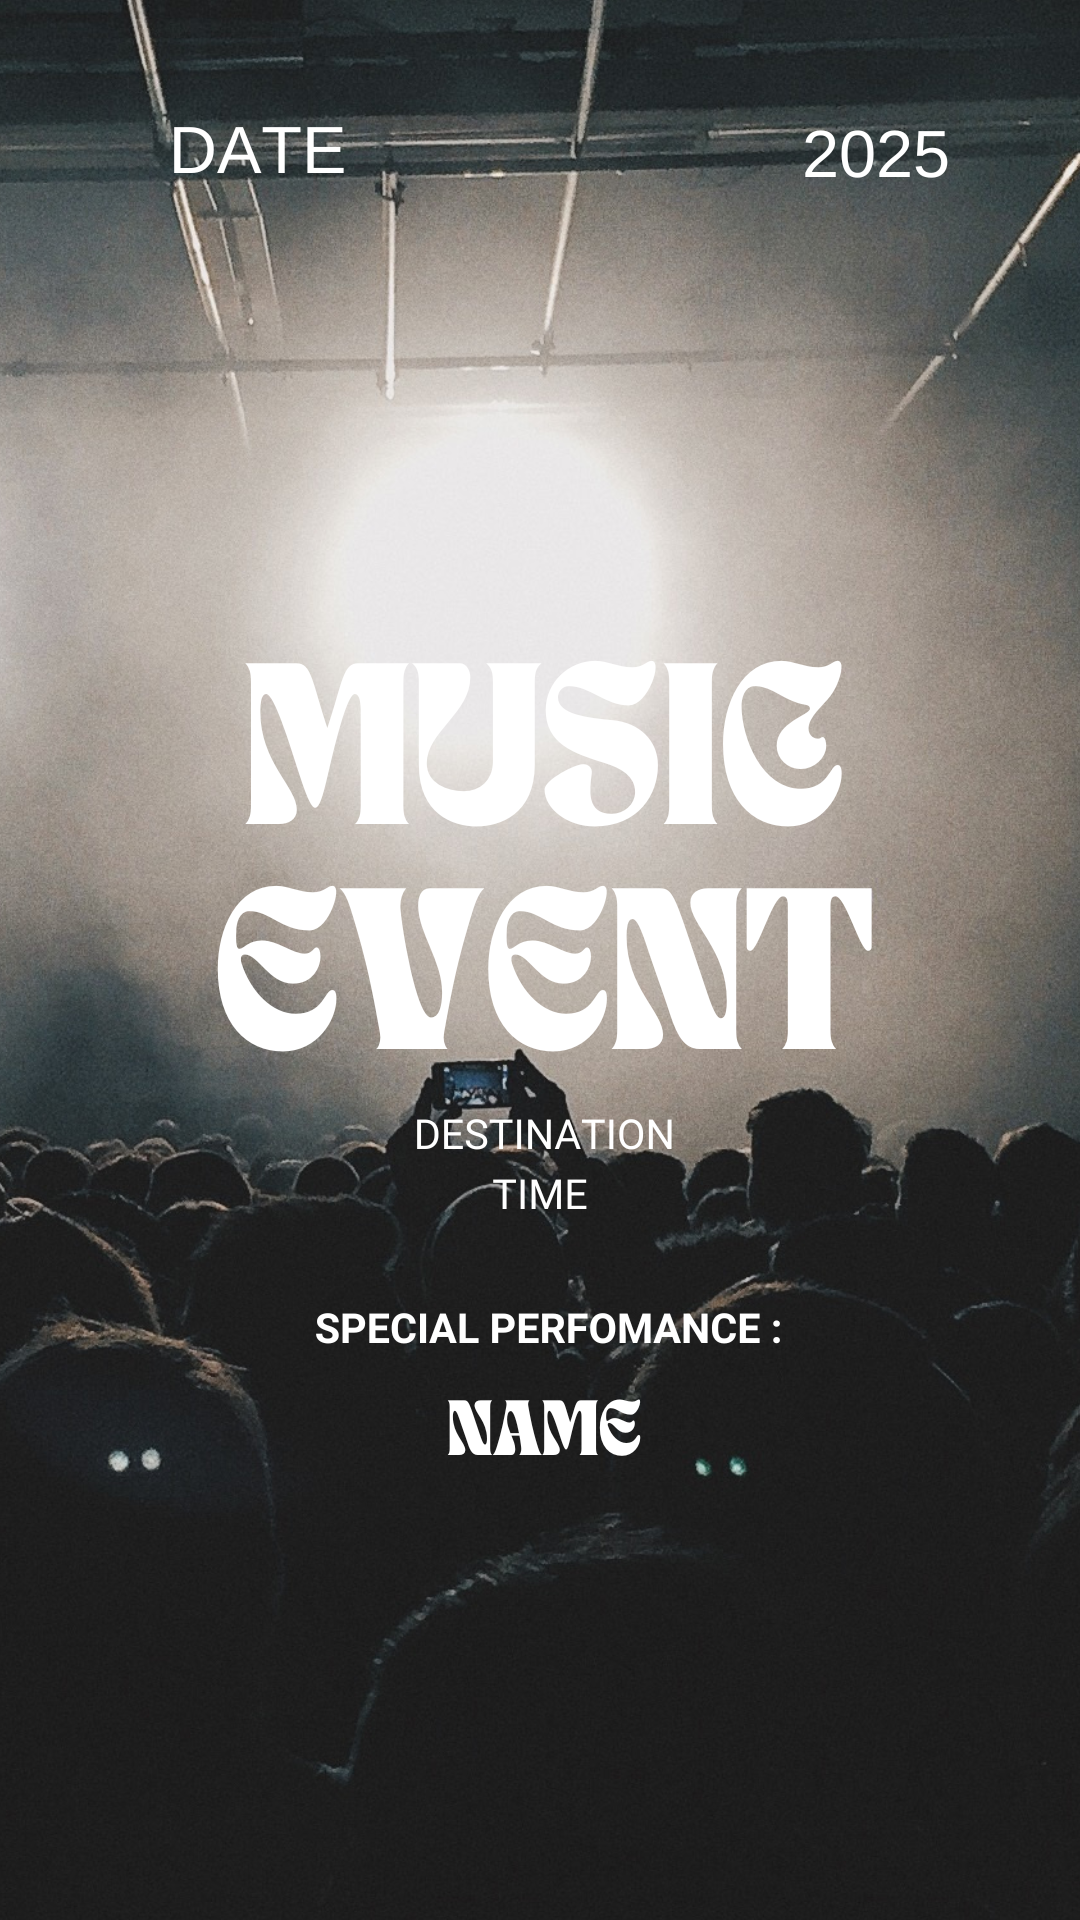 DATE 2025
MUSIC
EVENT
DESTINATION
TIME
SPECIAL PERFOMANCE :
NAME